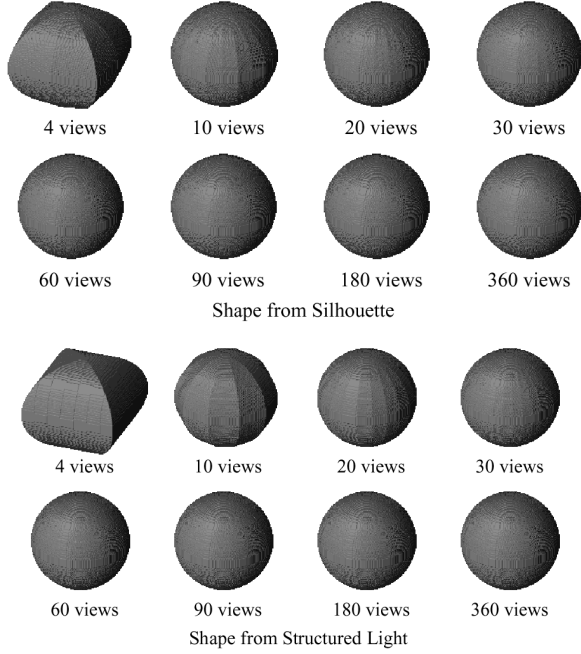 4 views 10 views 20 views 30 views
60 views 90 views 180 views 360 views
Shape from Silhouette
4 views 10 views 20 views 30 views
60 views 90 views 180 views 360 views
Shape from Structured Light